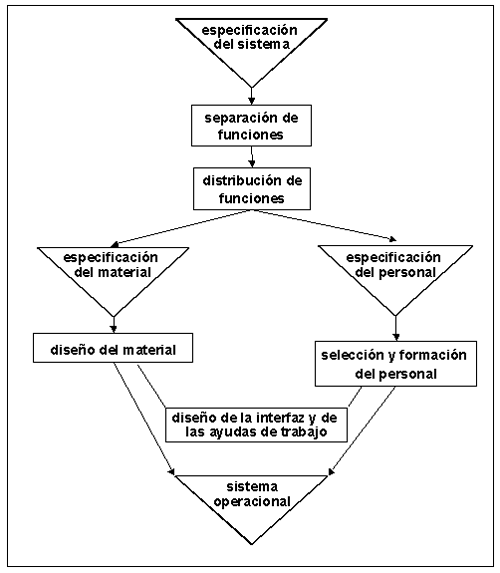 especificación
del sistema
separación de
funciones
distribución de
funciones
especificación
del material
especificación
del personal
diseño del material
selección y formación
del personal
diseño de la interfaz y de
las ayudas de trabajo
sistema
operacional